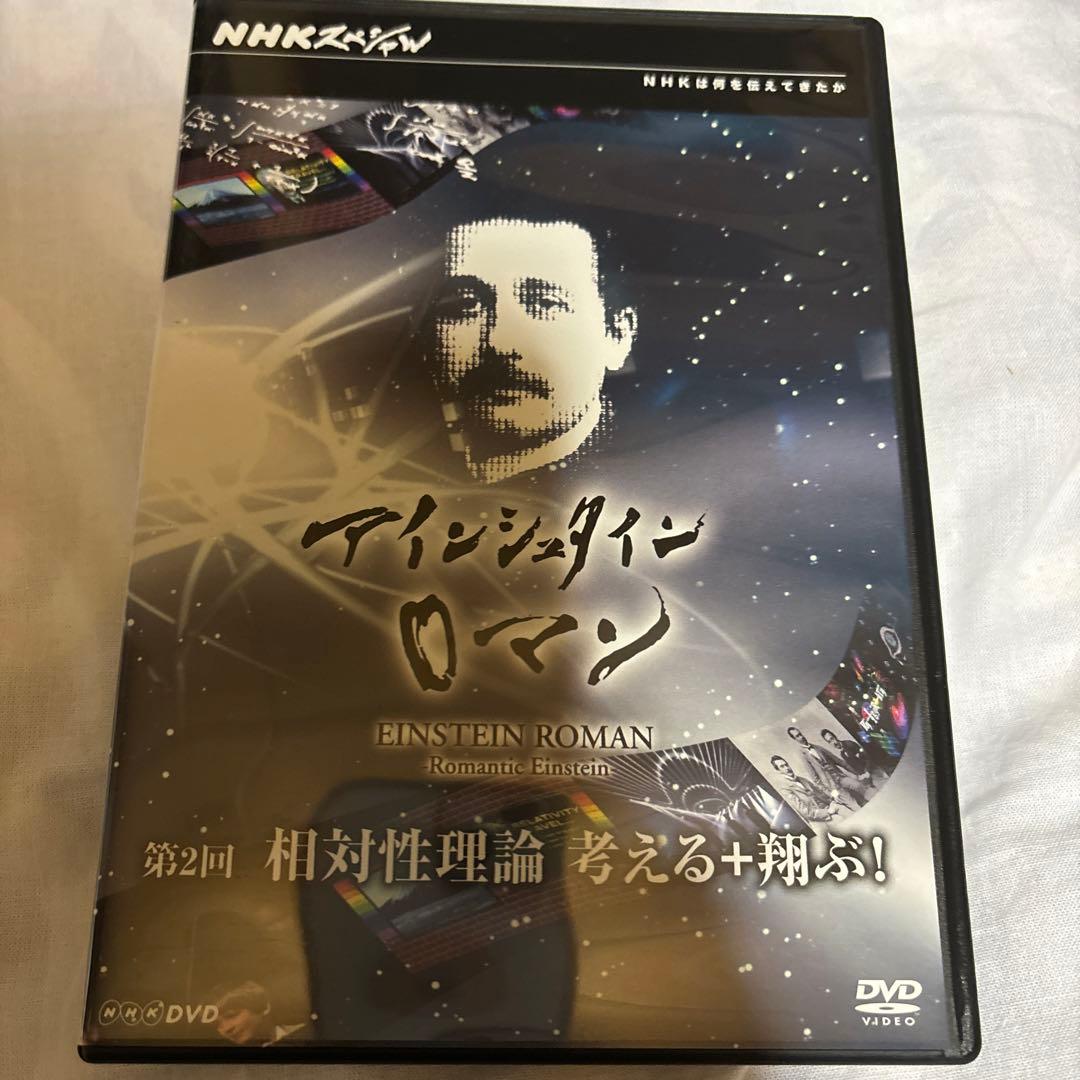 NHKスペシャル
NHKは何を伝えてきたか
アインシュタイン
ロマン
EINSTEIN ROMAN
-Romantic Einstein-
第2回 相対性理論 考える+翔ぶ!
NHK DVD
DVD
VIDEO